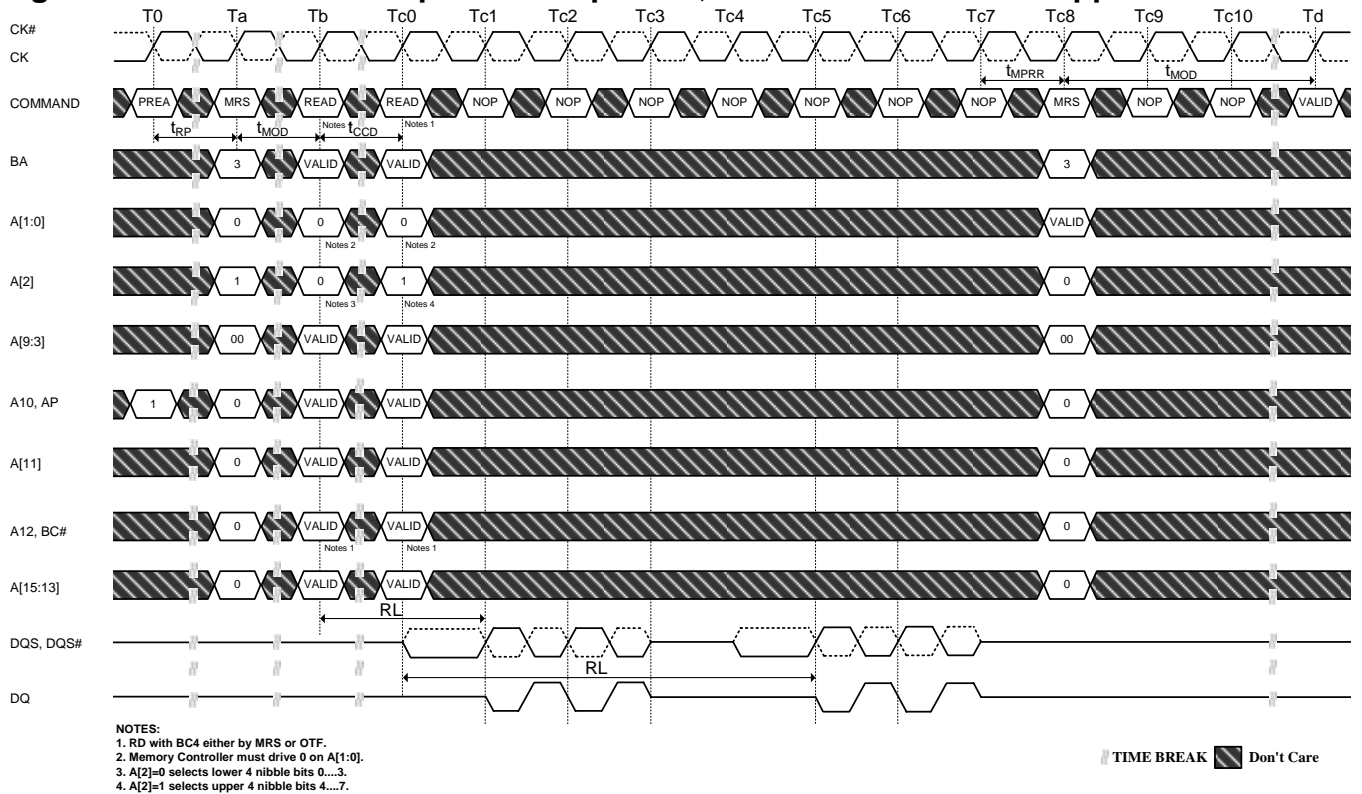 T0 Ta Tb Tc0 Tc1 Tc2 Tc3 Tc4 Tc5 Tc6 Tc7 Tc8 Tc9 Tc10 Td
CK#
CK
tMPRR tMOD
COMMAND PREA MRS READ READ NOP NOP NOP NOP NOP NOP NOP MRS NOP NOP VALID
Notes 1 Notes 1
tRP tMOD tCCD
BA 3 VALID VALID 3
A[1:0] 0 0 0 VALID
Notes 2 Notes 2
A[2] 1 0 1 0
Notes 3 Notes 4
A[9:3] 00 VALID VALID 00
A10, AP 1 0 VALID VALID 0
A[11] 0 VALID VALID 0
A12, BC# 0 VALID VALID 0
Notes 1 Notes 1
A[15:13] 0 VALID VALID 0
RL
DQS, DQS#
RL
DQ
NOTES:
1. RD with BC4 either by MRS or OTF.
2. Memory Controller must drive 0 on A[1:0].
3. A[2]=0 selects lower 4 nibble bits 0....3.
4. A[2]=1 selects upper 4 nibble bits 4....7.
TIME BREAK Don't Care